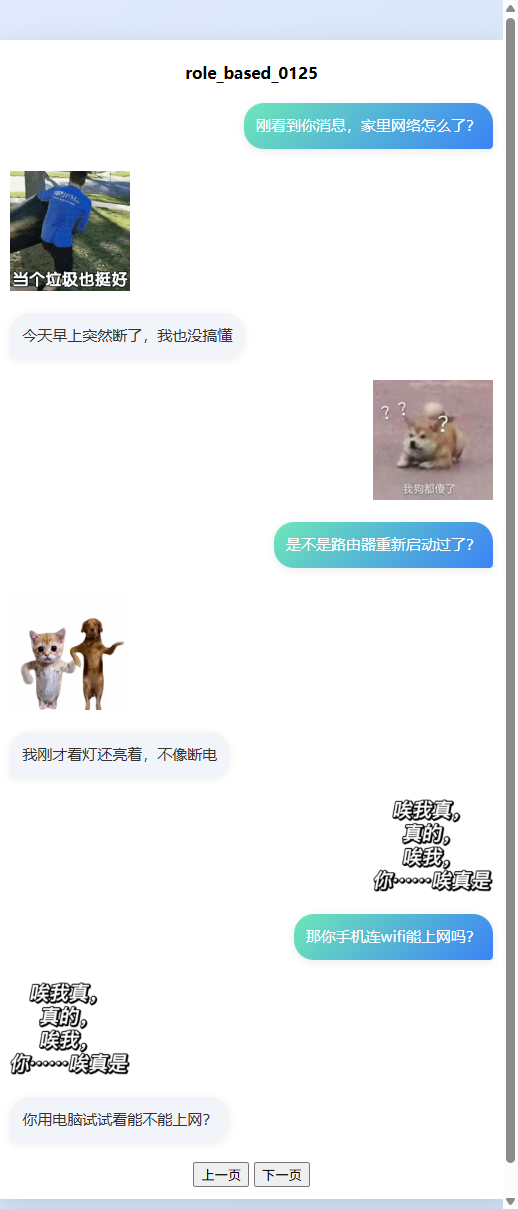 role_based_0125
刚看到你消息，家里网络怎么了？
当个垃圾也挺好
今天早上突然断了，我也没搞懂
？ ？ ？
我狗都傻了
是不是路由器重新启动过了？
我刚才看灯还亮着，不像断电
唉我真，
真的，
唉我，
你……唉真是
那你手机连wifi能上网吗？
唉我真，
真的，
唉我，
你……唉真是
你用电脑试试看能不能上网？
上一页 下一页